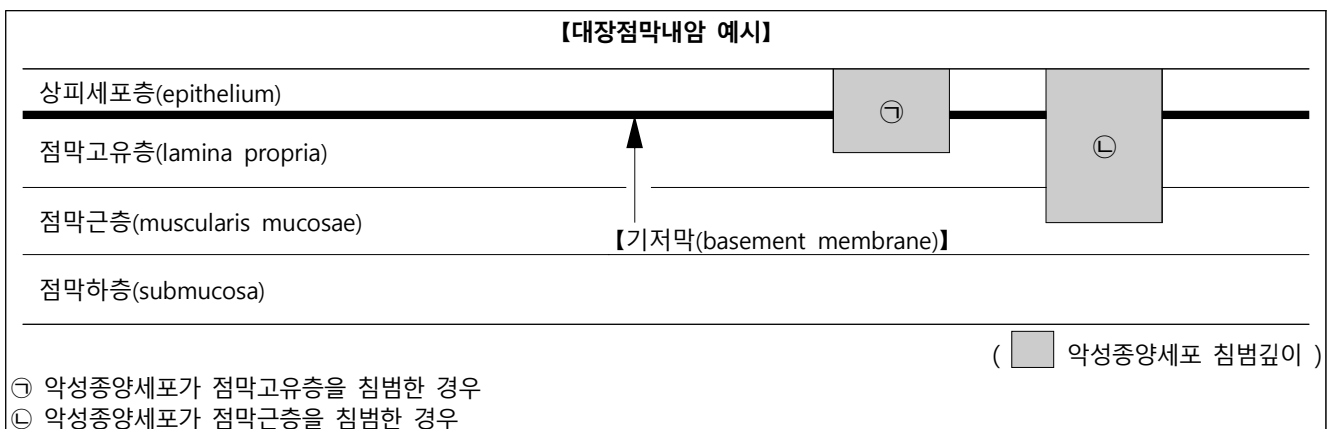 【대장점막내암 예시】
상피세포층(epithelium)
㉠
점막고유층(lamina propria)
㉡
점막근층(muscularis mucosae)
【기저막(basement membrane)】
점막하층(submucosa)
( 악성종양세포 침범깊이 )
㉠ 악성종양세포가 점막고유층을 침범한 경우
㉡ 악성종양세포가 점막근층을 침범한 경우